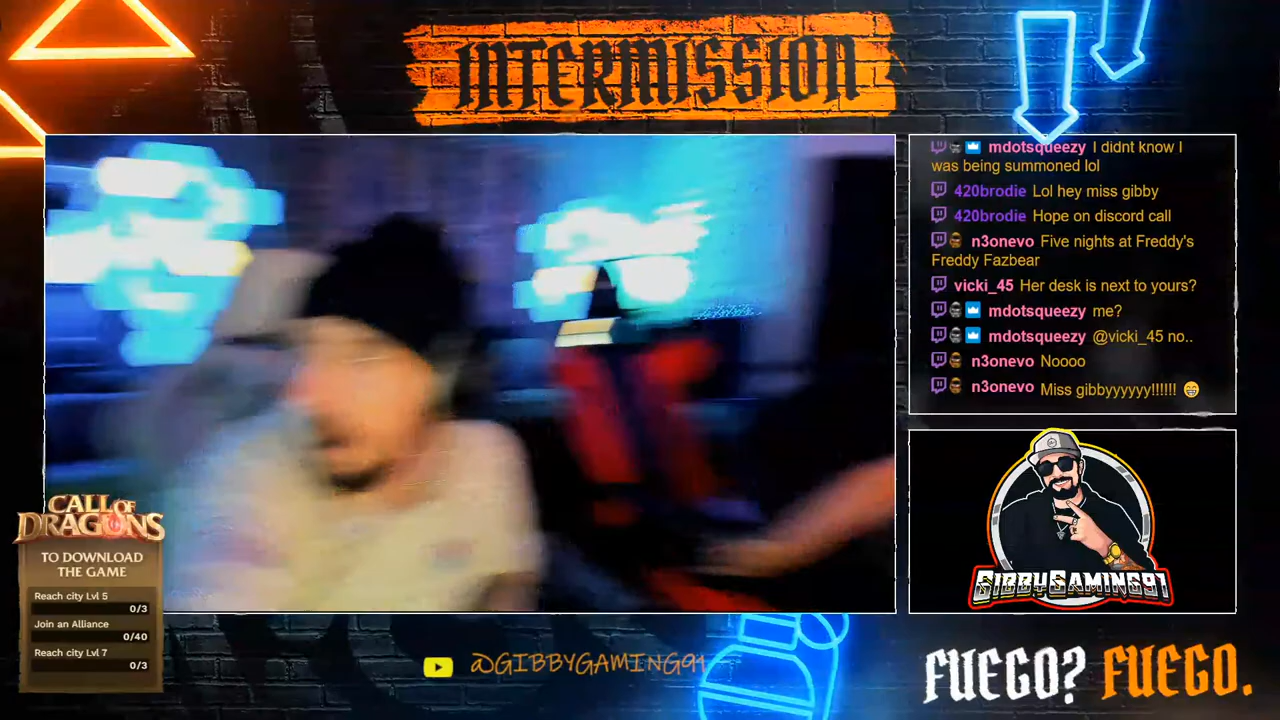 INTERMISSION
mdotsqueezy I didnt know I
was being summoned lol
420brodie Lol hey miss gibby
420brodie Hope on discord call
n3onevo Five nights at Freddy's
Freddy Fazbear
vicki_45 Her desk is next to yours?
mdotsqueezy me?
mdotsqueezy @vicki_45 no..
n3onevo Noooo
n3onevo Miss gibbyyyyyy!!!!!! 😁
CALL OF
DRAGONS
TO DOWNLOAD
THE GAME
Reach city Lvl 5
0/3
Join an Alliance
0/40
Reach city Lvl 7
0/3
GIBBYGAMING91
@GIBBYGAMING91
FUEGO? FUEGO.